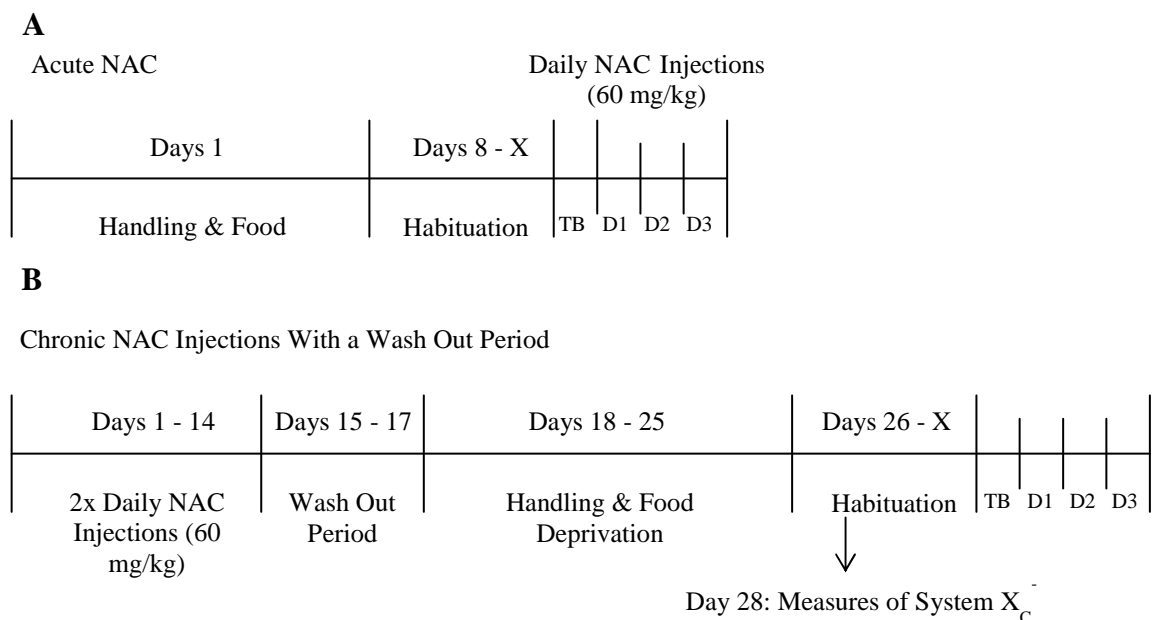 A
Acute NAC
Daily NAC Injections
(60 mg/kg)
Days 1
Days 8 - X
Handling & Food
Habituation
TB
D1
D2
D3
B
Chronic NAC Injections With a Wash Out Period
Days 1 - 14
Days 15 - 17
Days 18 - 25
Days 26 - X
2x Daily NAC
Injections (60
mg/kg)
Wash Out
Period
Handling & Food
Deprivation
Habituation
TB
D1
D2
D3
Day 28: Measures of System X_C^-